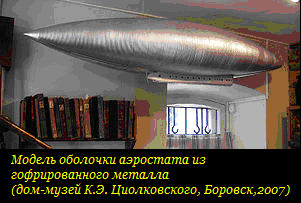 Модель оболочки аэростата из
гофрированного металла
(дом-музей К.Э. Циолковского, Боровск,2007)